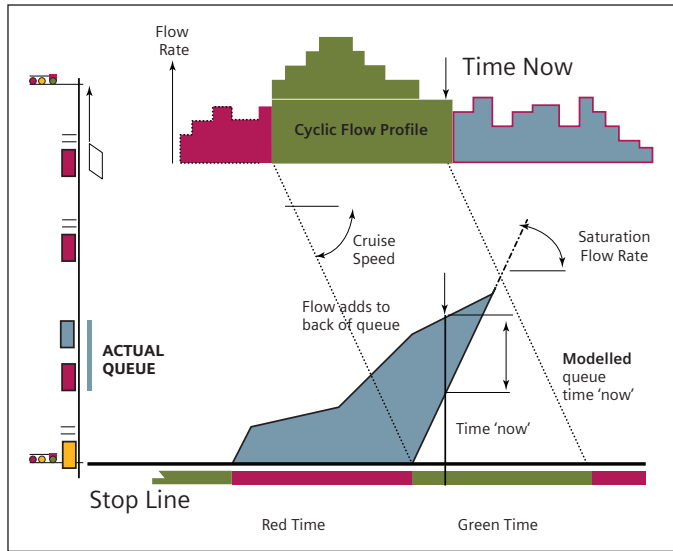 Flow
Rate
Time Now
Cyclic Flow Profile
Cruise
Speed
Saturation
Flow Rate
Flow adds to
back of queue
ACTUAL
QUEUE
Modelled
queue
time ‘now’
Time ‘now’
Stop Line
Red Time
Green Time